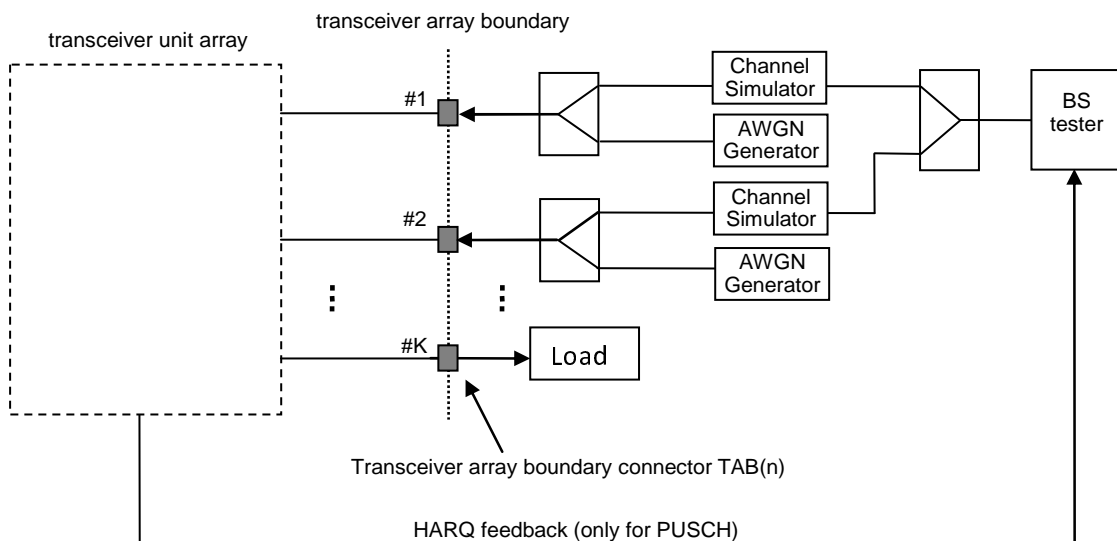 transceiver array boundary
transceiver unit array
#1
Channel
Simulator
AWGN
Generator
BS
tester
#2
Channel
Simulator
AWGN
Generator
#K
Load
Transceiver array boundary connector TAB(n)
HARQ feedback (only for PUSCH)